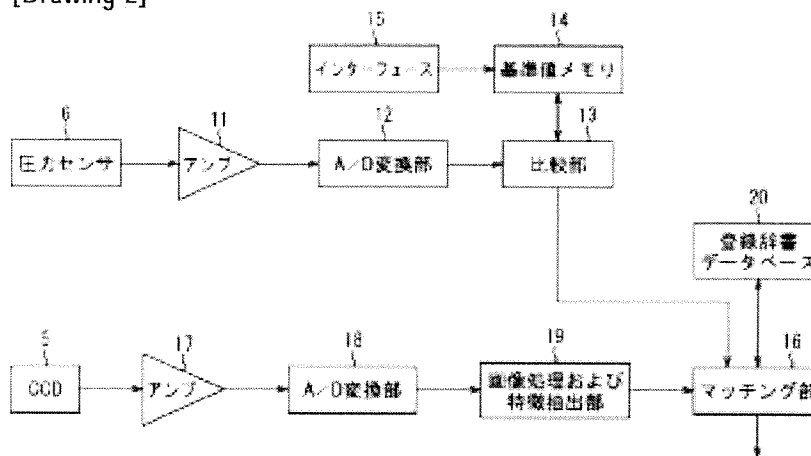 [Drawing 2]
15
インターフェース
14
基準値メモリ
6
圧力センサ
11
アンプ
12
A/D変換部
13
比較部
20
登録辞書
データベース
5
CCD
17
アンプ
18
A/D変換部
19
画像処理および
特徴抽出部
16
マッチング部